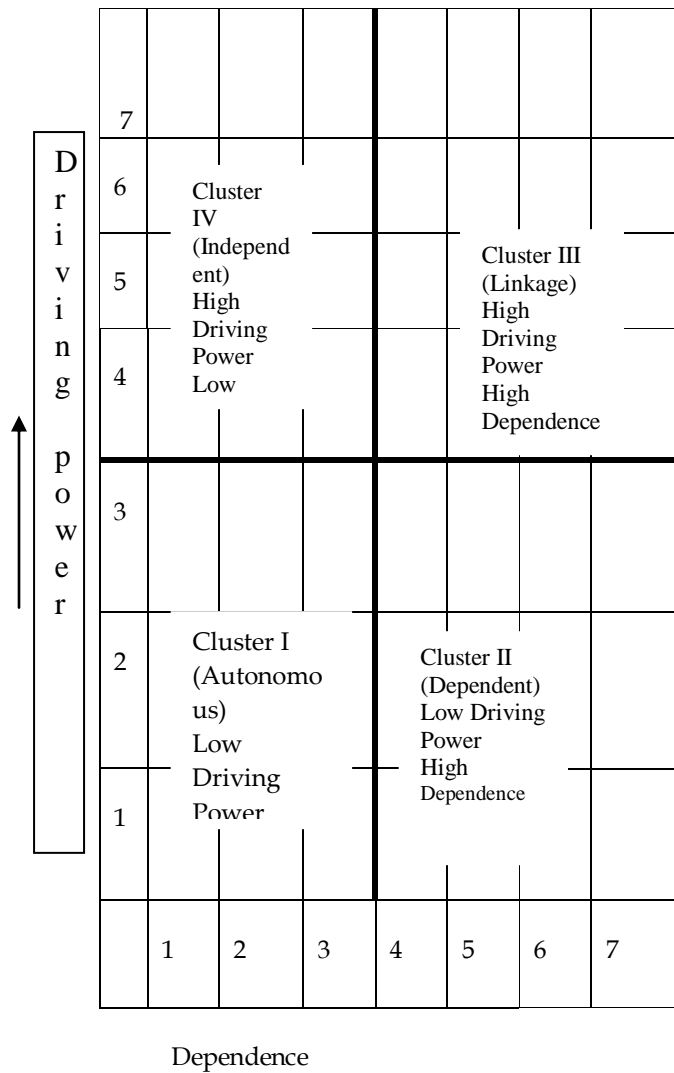 Driving power
7
6
5
4
3
2
1
Cluster
IV
(Independ
ent)
High
Driving
Power
Low
Cluster III
(Linkage)
High
Driving
Power
High
Dependence
Cluster I
(Autonomo
us)
Low
Driving
Power
Cluster II
(Dependent)
Low Driving
Power
High
Dependence
1 2 3 4 5 6 7
Dependence